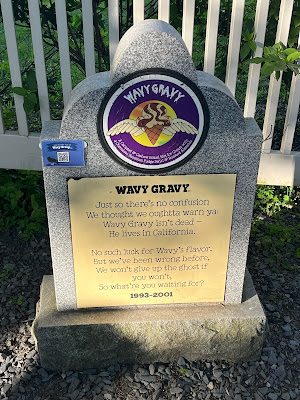 WAVY GRAVY
WAVY GRAVY
Just so there's no confusion
We thought we oughtta warn ya:
Wavy Gravy isn't dead –
He lives in California.
No such luck for Wavy's flavor.
But we've been wrong before,
We won't give up the ghost if
you won't,
So what're you waiting for?
1993-2001